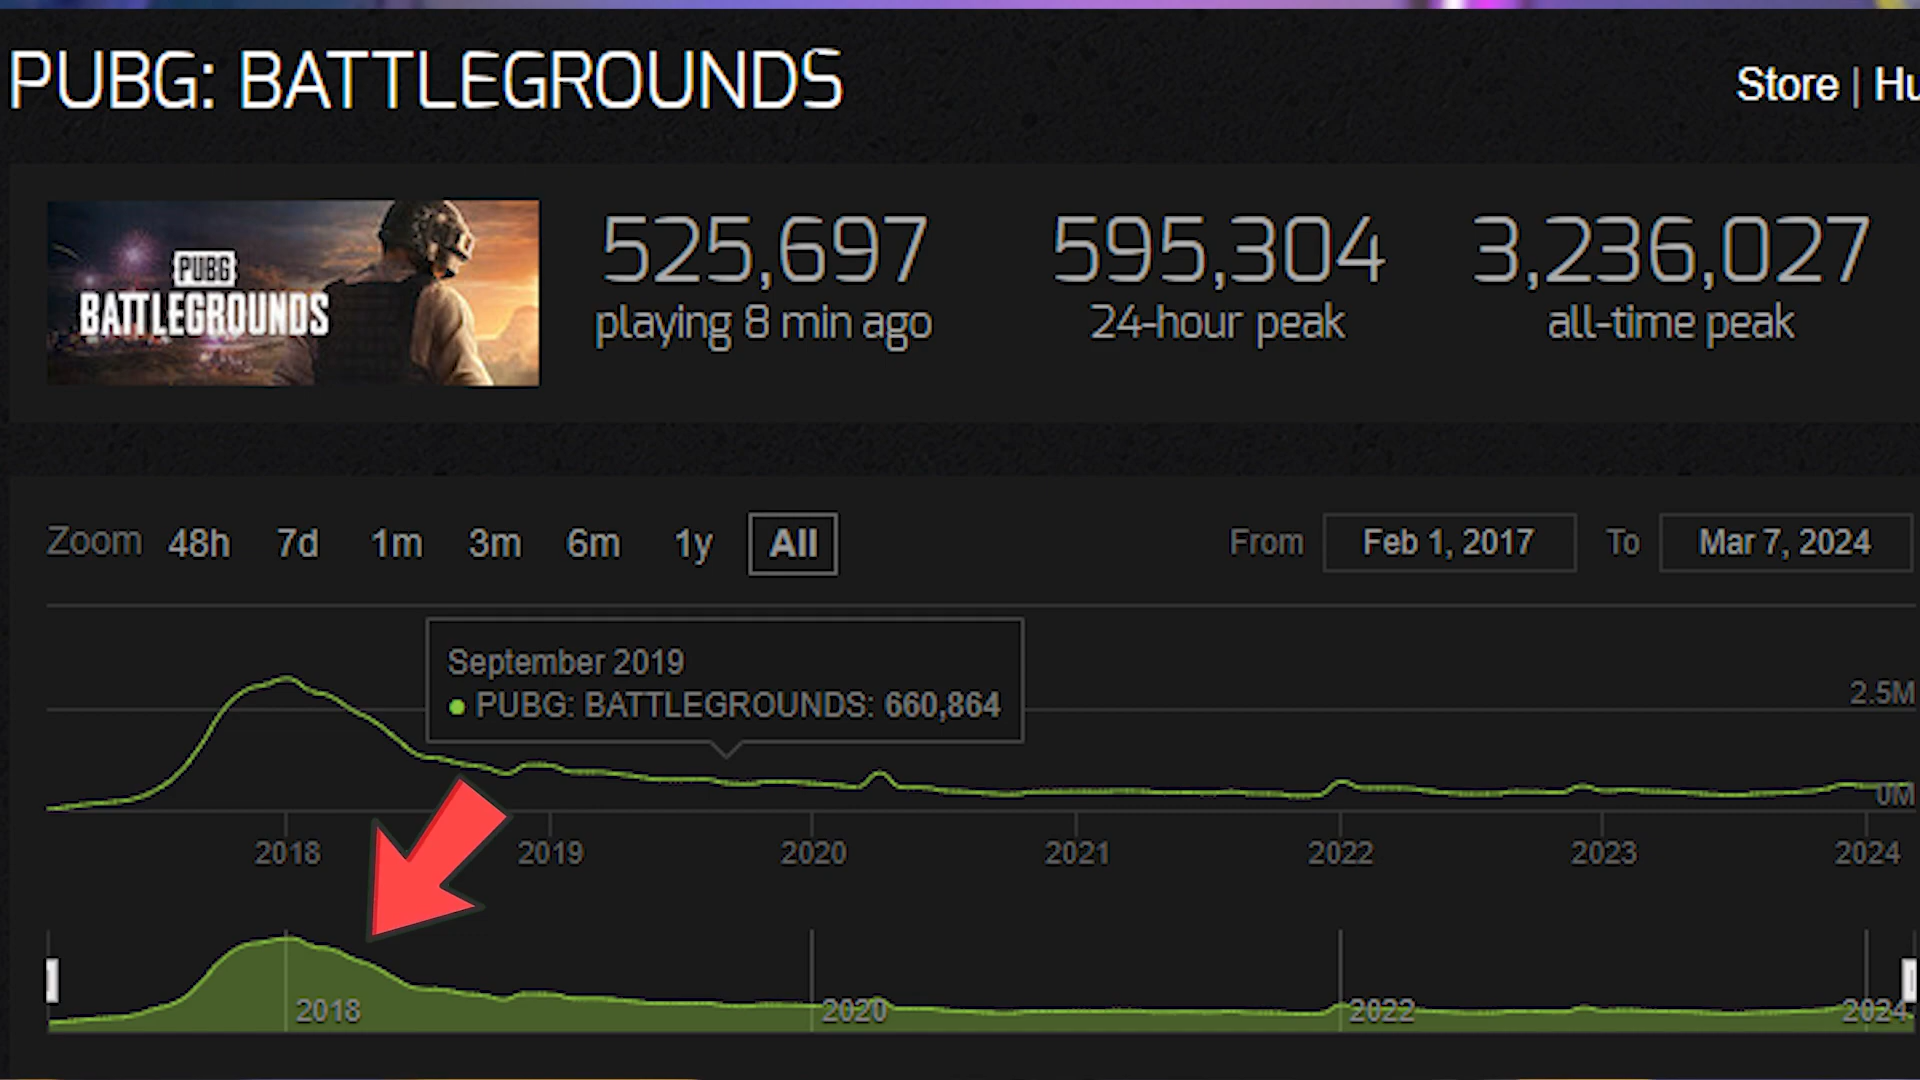 PUBG: BATTLEGROUNDS
Store | Hu
PUBG
BATTLEGROUNDS
525,697
playing 8 min ago
595,304
24-hour peak
3,236,027
all-time peak
Zoom 48h 7d 1m 3m 6m 1y All
From Feb 1, 2017 To Mar 7, 2024
September 2019
● PUBG: BATTLEGROUNDS: 660,864
2.5M
0M
2018 2019 2020 2021 2022 2023 2024
2018 2020 2022 2024